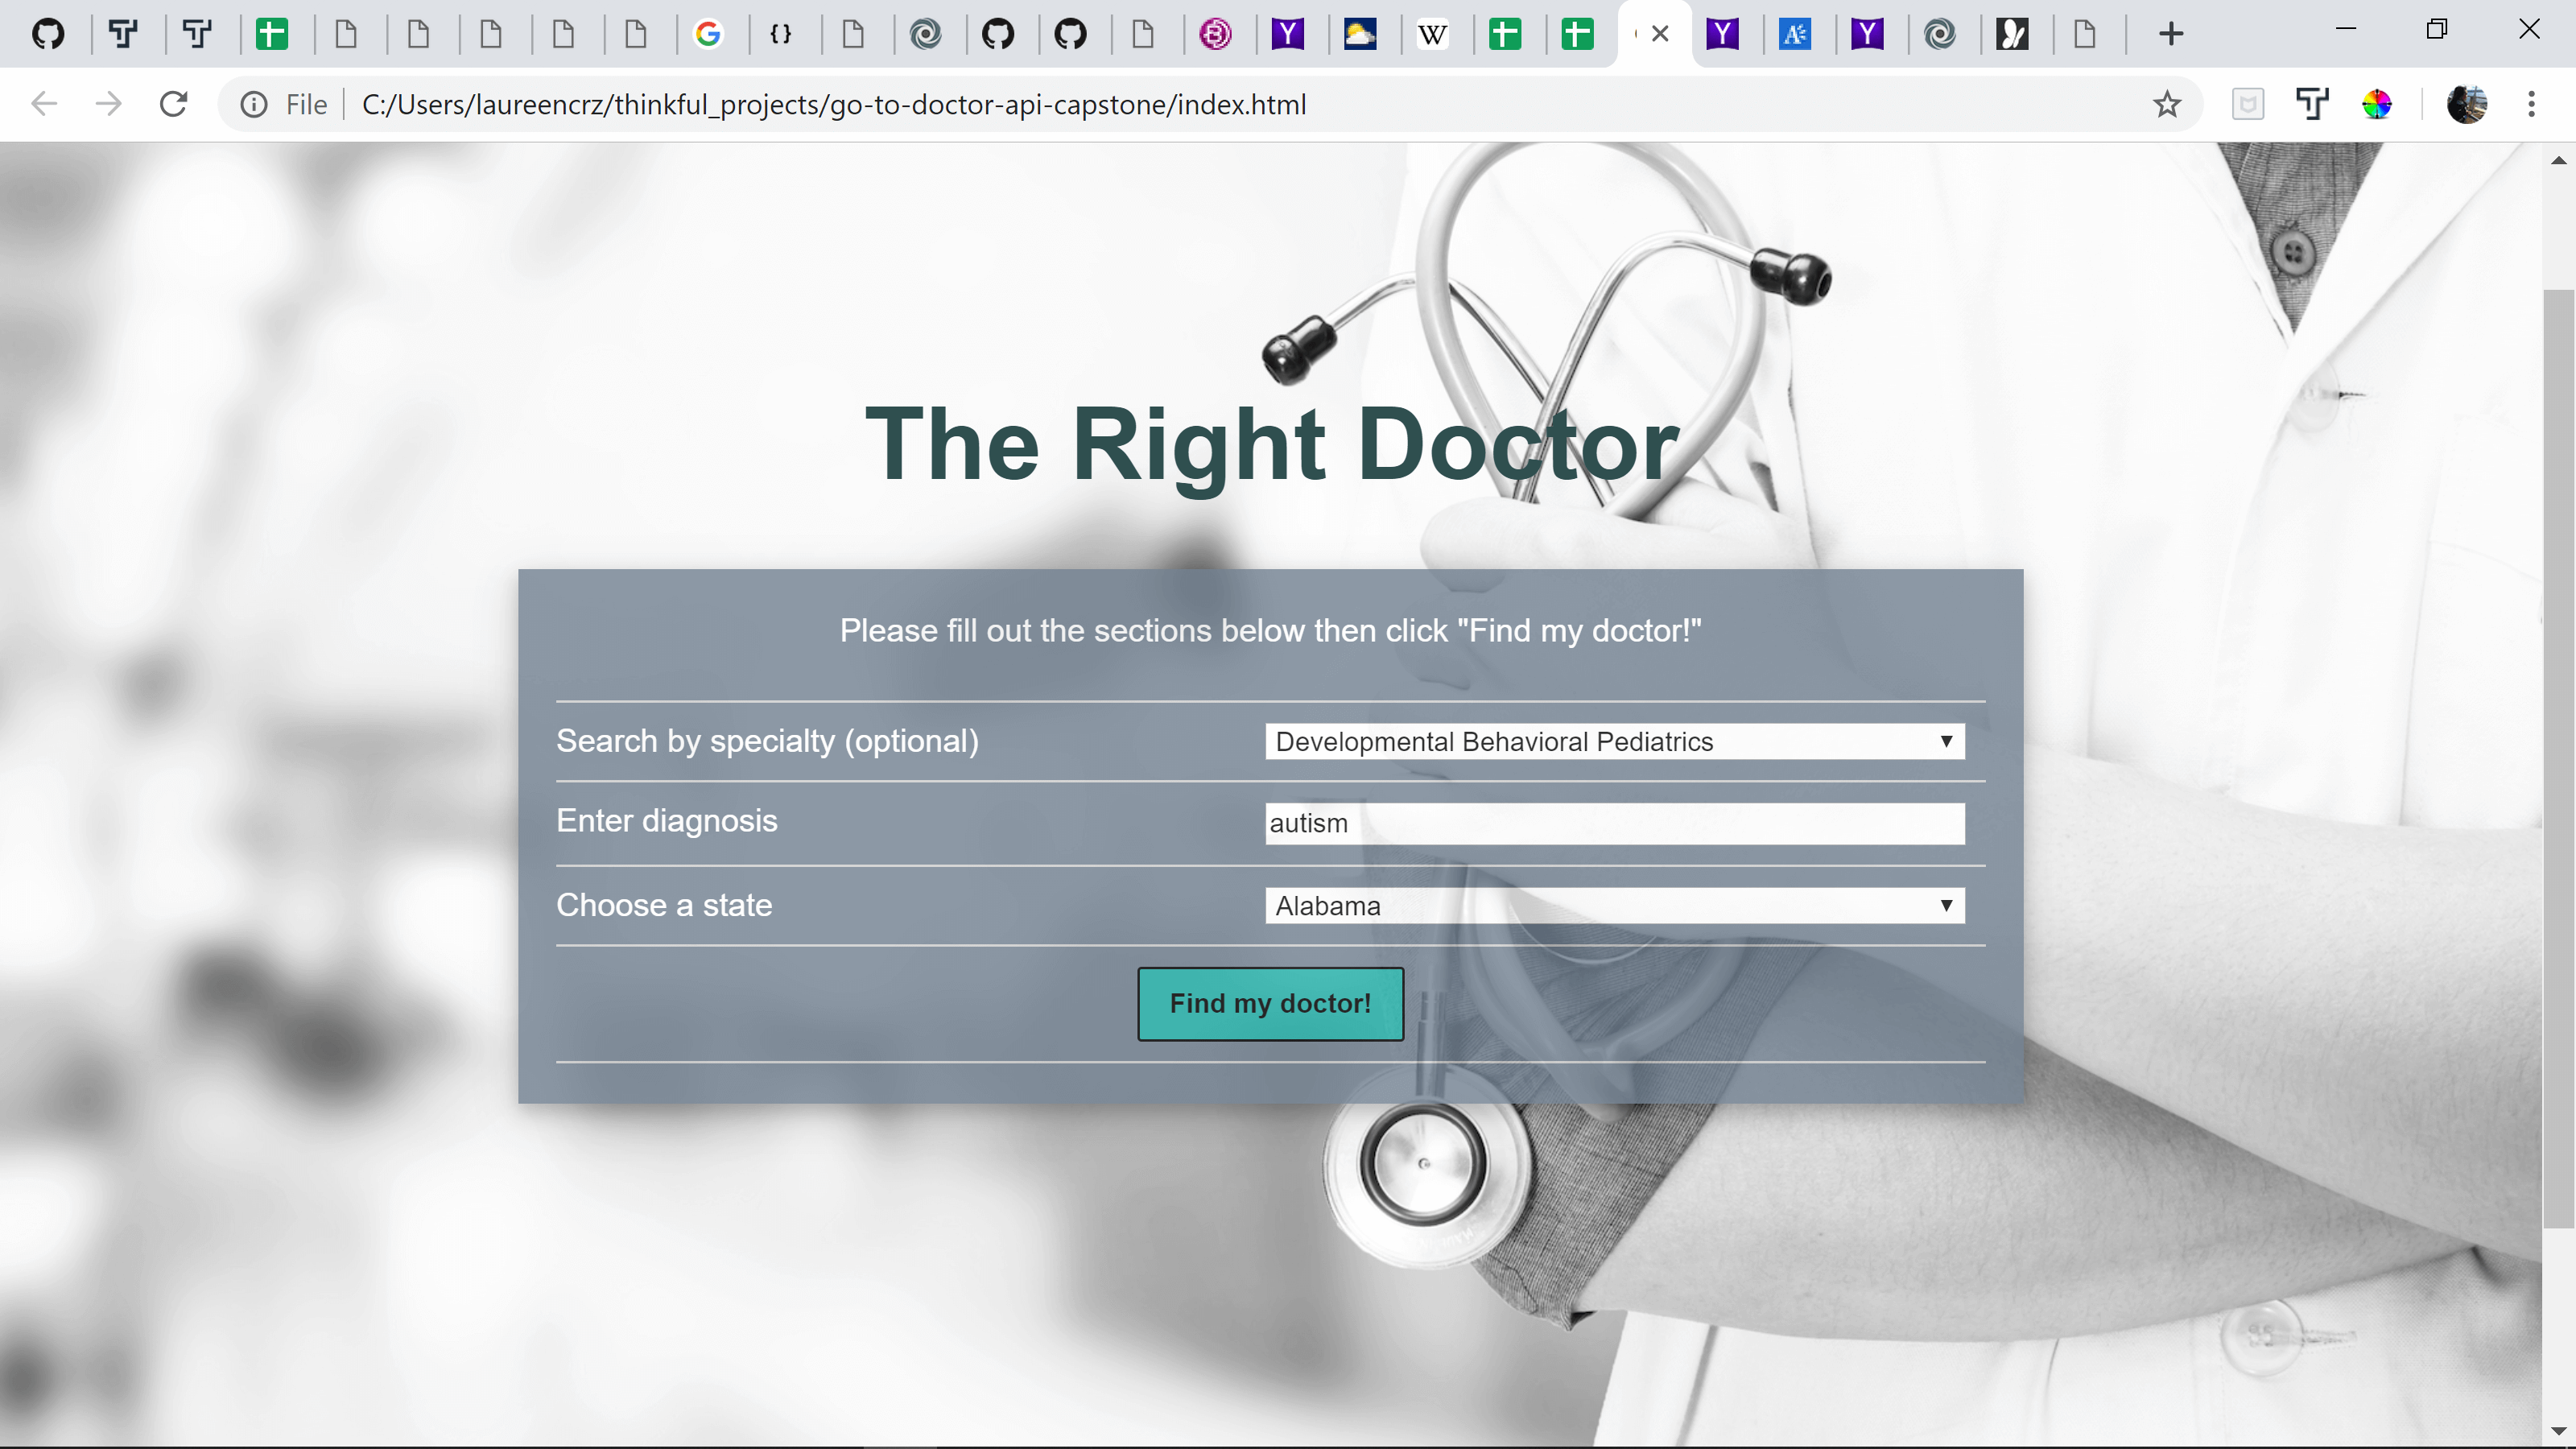 File C:/Users/laureencrz/thinkful_projects/go-to-doctor-api-capstone/index.html
The Right Doctor
Please fill out the sections below then click "Find my doctor!"
Search by specialty (optional) Developmental Behavioral Pediatrics
Enter diagnosis autism
Choose a state Alabama
Find my doctor!